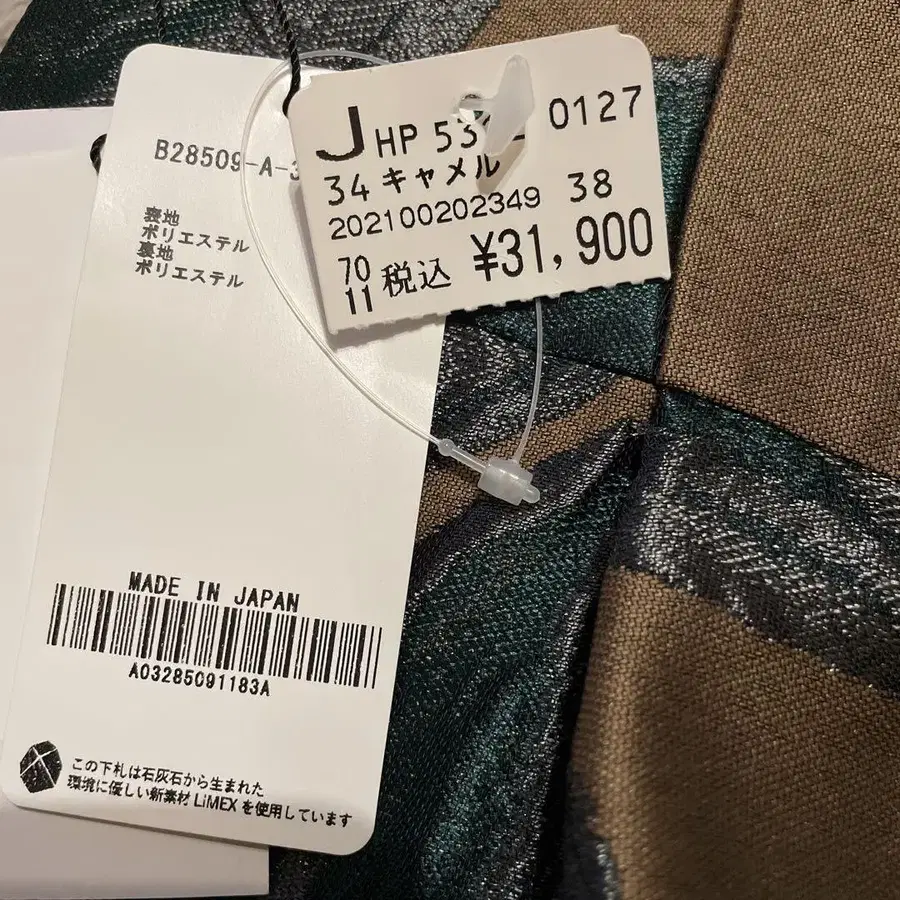 B28509-A-3
表地
ポリエステル
裏地
ポリエステル
J HP 53 0127
34 キャメル
202100202349 38
70
11 税込 ¥31,900
MADE IN JAPAN
A03285091183A
この下札は石灰石から生まれた
環境に優しい新素材 LiMEX を使用しています